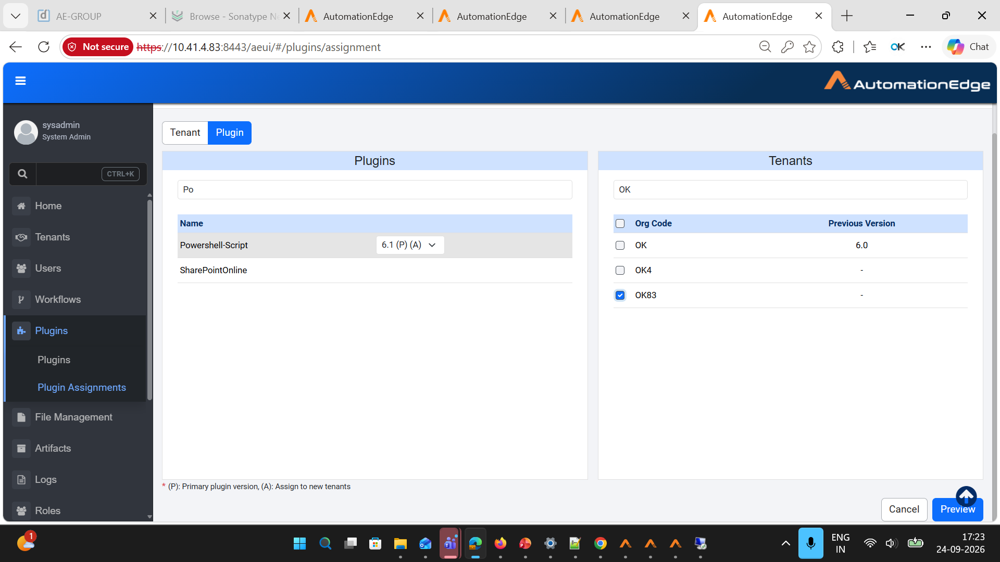 AE-GROUP
Browse - Sonatype Ne
AutomationEdge
AutomationEdge
AutomationEdge
AutomationEdge
Not secure
https://10.41.4.83:8443/aeui/#/plugins/assignment
OK
Chat
AutomationEdge
sysadmin
System Admin
CTRL+K
Home
Tenants
Users
Workflows
Plugins
Plugins
Plugin Assignments
File Management
Artifacts
Logs
Roles
Tenant
Plugin
Plugins
Po
Name
Powershell-Script
6.1 (P) (A)
SharePointOnline
Tenants
OK
Org Code Previous Version
OK 6.0
OK4 -
OK83 -
* (P): Primary plugin version, (A): Assign to new tenants
Cancel
Preview
1
ENG
IN
17:23
24-09-2026